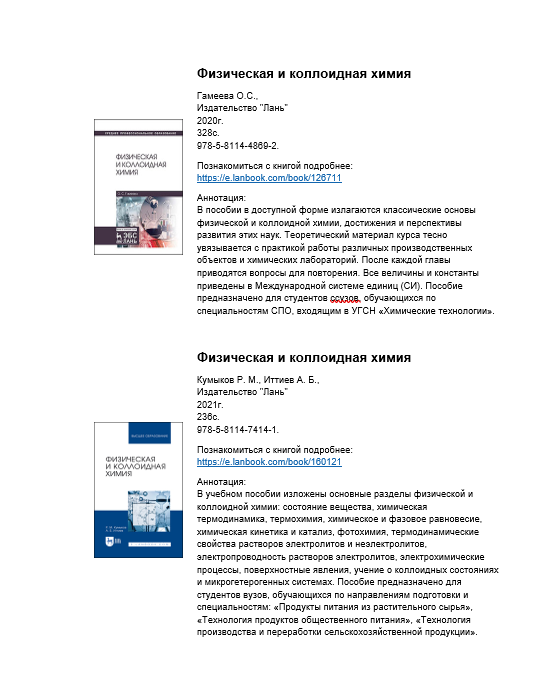 Физическая и коллоидная химия
Гамеева О.С.,
Издательство "Лань"
2020г.
328с.
978-5-8114-4869-2.
Познакомиться с книгой подробнее:
https://e.lanbook.com/book/126711
Аннотация:
В пособии в доступной форме излагаются классические основы
физической и коллоидной химии, достижения и перспективы
развития этих наук. Теоретический материал курса тесно
увязывается с практикой работы различных производственных
объектов и химических лабораторий. После каждой главы
приводятся вопросы для повторения. Все величины и константы
приведены в Международной системе единиц (СИ). Пособие
предназначено для студентов ссузов, обучающихся по
специальностям СПО, входящим в УГСН «Химические технологии».
ФИЗИЧЕСКАЯ
И КОЛЛОИДНАЯ
ХИМИЯ
ЭБС
ЛАНЬ
Физическая и коллоидная химия
Кумыков Р. М., Иттиев А. Б.,
Издательство "Лань"
2021г.
236с.
978-5-8114-7414-1.
Познакомиться с книгой подробнее:
https://e.lanbook.com/book/160121
Аннотация:
В учебном пособии изложены основные разделы физической и
коллоидной химии: состояние вещества, химическая
термодинамика, термохимия, химическое и фазовое равновесие,
химическая кинетика и катализ, фотохимия, термодинамические
свойства растворов электролитов и неэлектролитов,
электропроводность растворов электролитов, электрохимические
процессы, поверхностные явления, учение о коллоидных состояниях
и микрогетерогенных системах. Пособие предназначено для
студентов вузов, обучающихся по направлениям подготовки и
специальностям: «Продукты питания из растительного сырья»,
«Технология продуктов общественного питания», «Технология
производства и переработки сельскохозяйственной продукции».
ФИЗИЧЕСКАЯ
И КОЛЛОИДНАЯ
ХИМИЯ